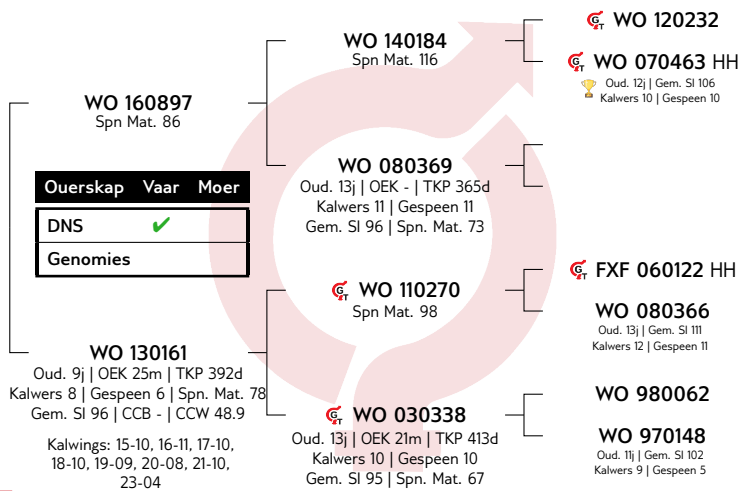 WO 160897
Spn Mat. 86
Ouerskap Vaar Moer
DNS ✔
Genomies
WO 130161
Oud. 9j | OEK 25m | TKP 392d
Kalwers 8 | Gespeen 6 | Spn. Mat. 78
Gem. SI 96 | CCB - | CCW 48.9
Kalwings: 15-10, 16-11, 17-10,
18-10, 19-09, 20-08, 21-10,
23-04
WO 140184
Spn Mat. 116
WO 080369
Oud. 13j | OEK - | TKP 365d
Kalwers 11 | Gespeen 11
Gem. SI 96 | Spn. Mat. 73
GT WO 110270
Spn Mat. 98
GT WO 030338
Oud. 13j | OEK 21m | TKP 413d
Kalwers 10 | Gespeen 10
Gem. SI 95 | Spn. Mat. 67
GT WO 120232
GT WO 070463 HH
Oud. 12j | Gem. SI 106
Kalwers 10 | Gespeen 10
GT FXF 060122 HH
WO 080366
Oud. 13j | Gem. SI 111
Kalwers 12 | Gespeen 11
WO 980062
WO 970148
Oud. 11j | Gem. SI 102
Kalwers 9 | Gespeen 5